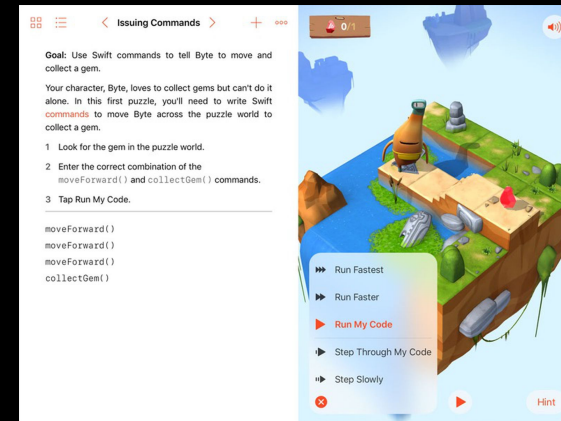 Issuing Commands
Goal: Use Swift commands to tell Byte to move and
collect a gem.
Your character, Byte, loves to collect gems but can't do it
alone. In this first puzzle, you'll need to write Swift
commands to move Byte across the puzzle world to
collect a gem.
1 Look for the gem in the puzzle world.
2 Enter the correct combination of the
moveForward() and collectGem() commands.
3 Tap Run My Code.
moveForward()
moveForward()
moveForward()
collectGem()
0/1
Run Fastest
Run Faster
Run My Code
Step Through My Code
Step Slowly
Hint